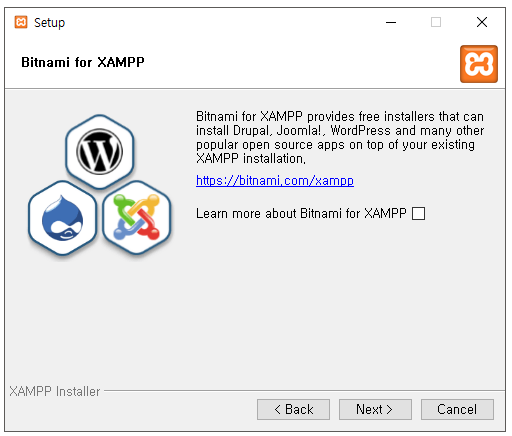 Setup
Bitnami for XAMPP
Bitnami for XAMPP provides free installers that can
install Drupal, Joomla!, WordPress and many other
popular open source apps on top of your existing
XAMPP installation.
https://bitnami.com/xampp
Learn more about Bitnami for XAMPP
XAMPP Installer
< Back
Next >
Cancel